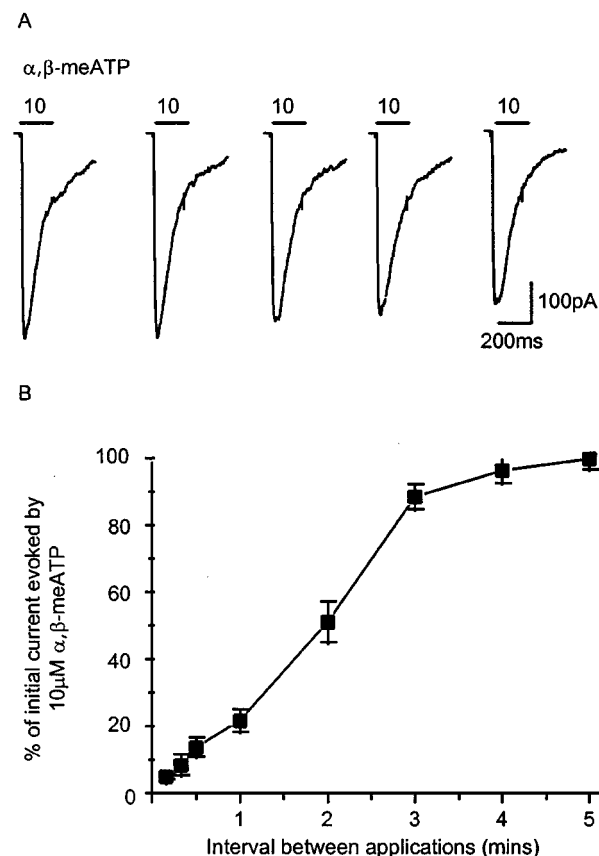 A
α,β-meATP
10 10 10 10 10
100pA
200ms
B
% of initial current evoked by
10μM α,β-meATP
100
80
60
40
20
0
1 2 3 4 5
Interval between applications (mins)